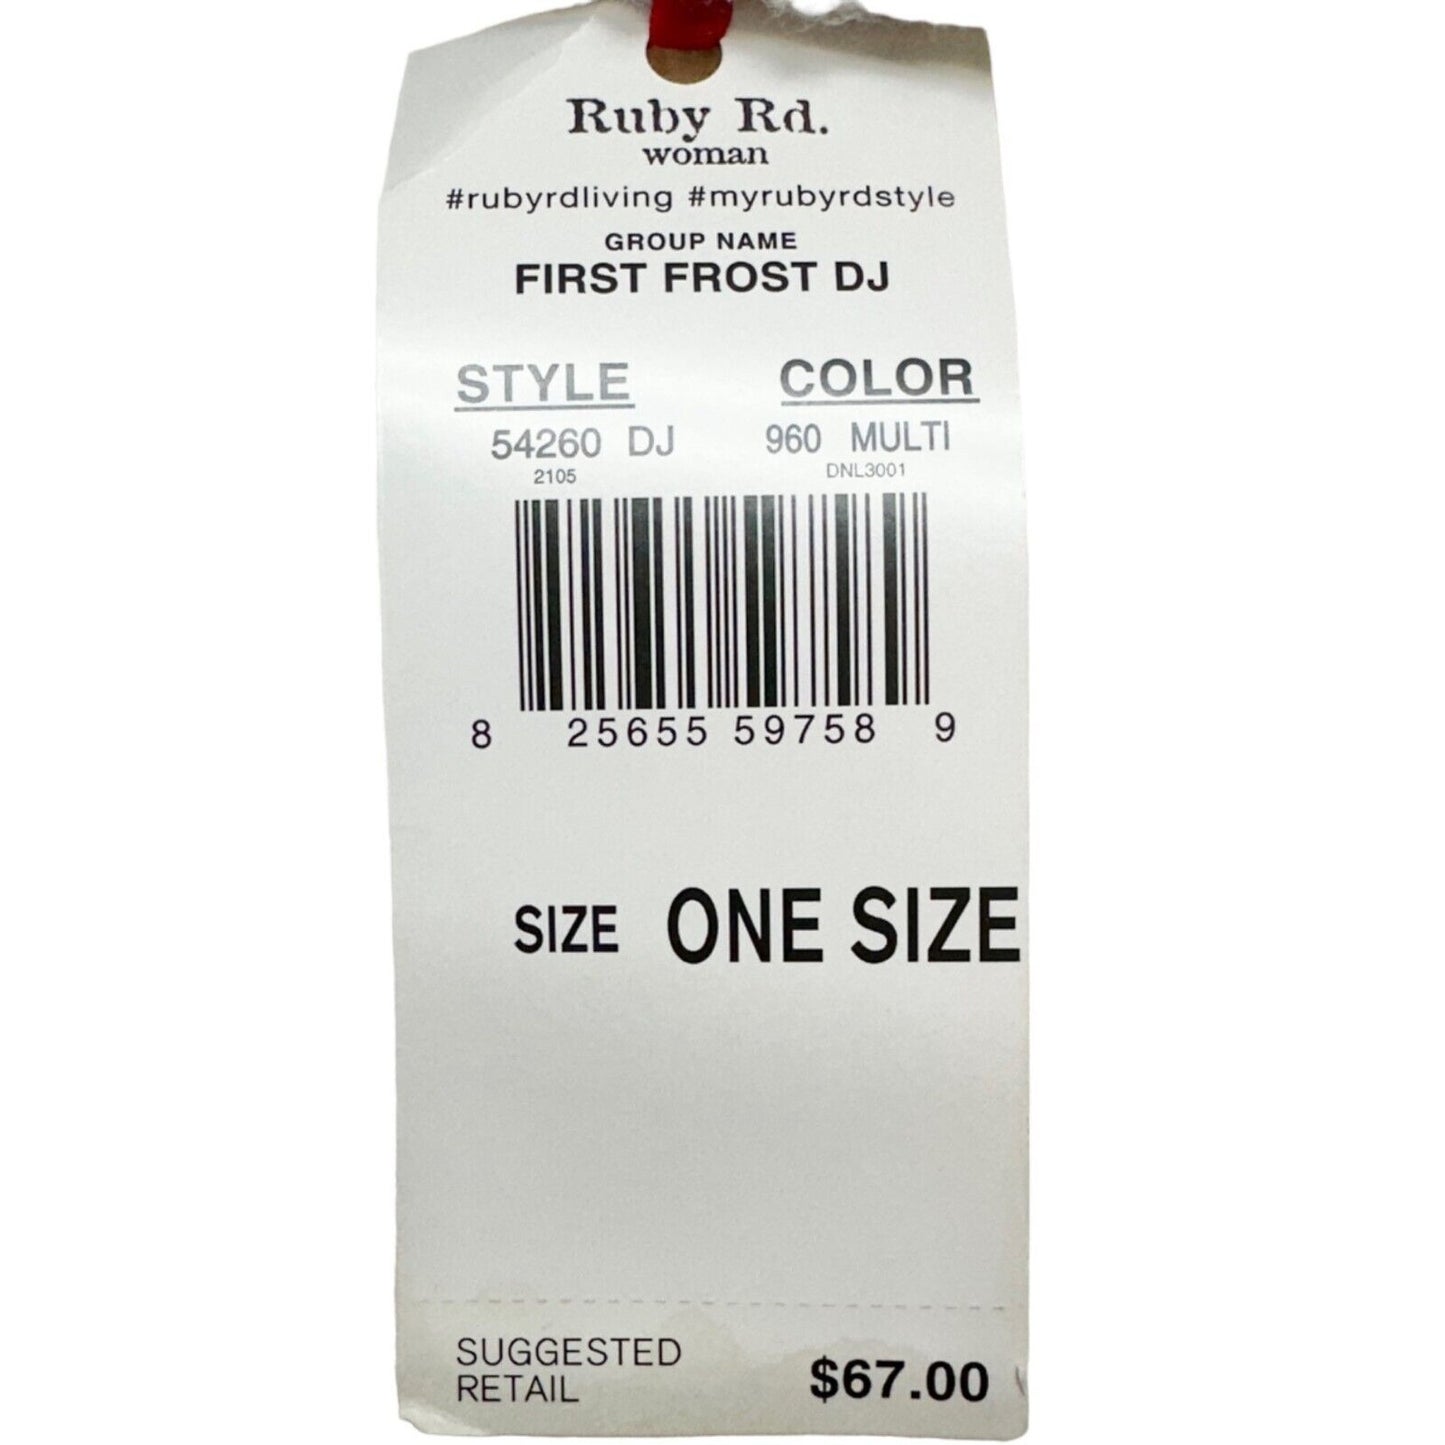 Ruby Rd.
woman
#rubyrdliving #myrubyrdstyle
GROUP NAME
FIRST FROST DJ
STYLE COLOR
54260 DJ 960 MULTI
2105 DNL3001
8 25655 59758 9
SIZE ONE SIZE
SUGGESTED
RETAIL $67.00